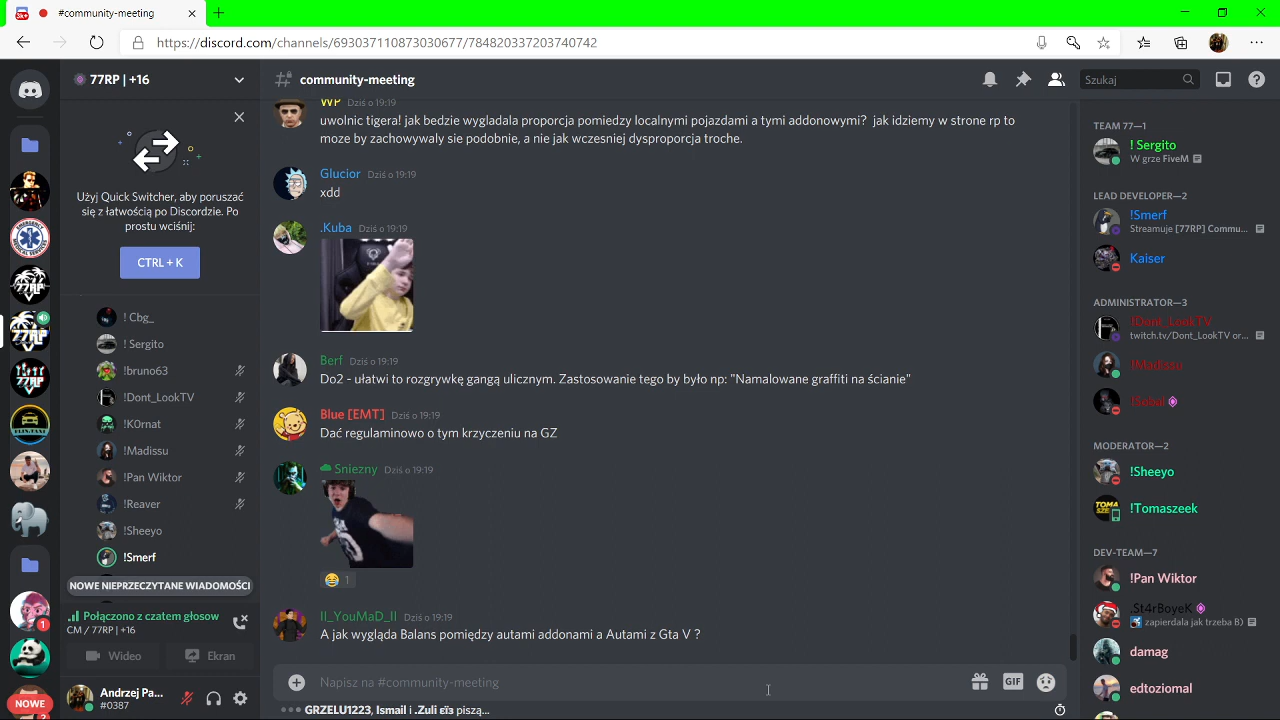 #community-meeting
https://discord.com/channels/693037110873030677/784820337203740742
77RP | +16
Użyj Quick Switcher, aby poruszać
się z łatwością po Discordzie. Po
prostu wciśnij:
CTRL + K
! Cbg_
! Sergito
!bruno63
!Dont_LookTV
!K0rnat
!Madissu
!Pan Wiktor
!Reaver
!Sheeyo
!Smerf
NOWE NIEPRZECZYTANE WIADOMOŚCI
Połączono z czatem głosow
CM / 77RP | +16
Wideo
Ekran
Andrzej Pa...
#0387
NOWE
1
community-meeting
Szukaj
WP Dziś o 19:19
uwolnic tigera! jak bedzie wygladala proporcja pomiedzy localnymi pojazdami a tymi addonowymi? jak idziemy w strone rp to
moze by zachowywaly sie podobnie, a nie jak wczesniej dysproporcja troche.
Glucior Dziś o 19:19
xdd
.Kuba Dziś o 19:19
Berf Dziś o 19:19
Do2 - ułatwi to rozgrywkę gangą ulicznym. Zastosowanie tego by było np: "Namalowane graffiti na ścianie"
Blue [EMT] Dziś o 19:19
Dać regulaminowo o tym krzyczeniu na GZ
Sniezny Dziś o 19:19
1
II_YouMaD_II Dziś o 19:19
A jak wygląda Balans pomiędzy autami addonami a Autami z Gta V ?
Napisz na #community-meeting
GIF
GRZELU1223, Ismail i .Zuli εïз piszą...
TEAM 77—1
! Sergito
W grze FiveM
LEAD DEVELOPER—2
!Smerf
Streamuje [77RP] Commu...
Kaiser
ADMINISTRATOR—3
!Dont_LookTV
twitch.tv/Dont_LookTV or...
!Madissu
!Sobal
MODERATOR—2
!Sheeyo
!Tomaszeek
DEV-TEAM—7
!Pan Wiktor
.St4rBoyeK
zapierdala jak trzeba B)
damag
edtoziomal